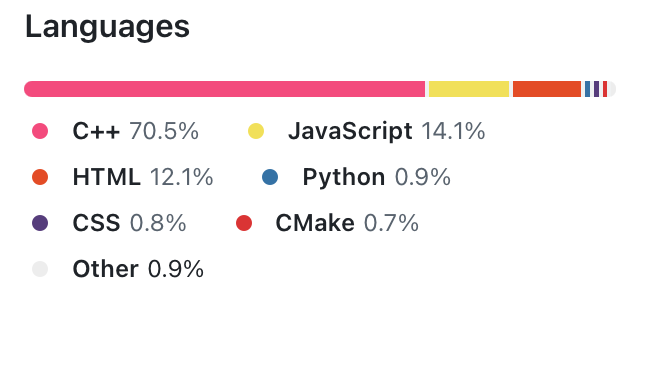 Languages
C++ 70.5% JavaScript 14.1%
HTML 12.1% Python 0.9%
CSS 0.8% CMake 0.7%
Other 0.9%